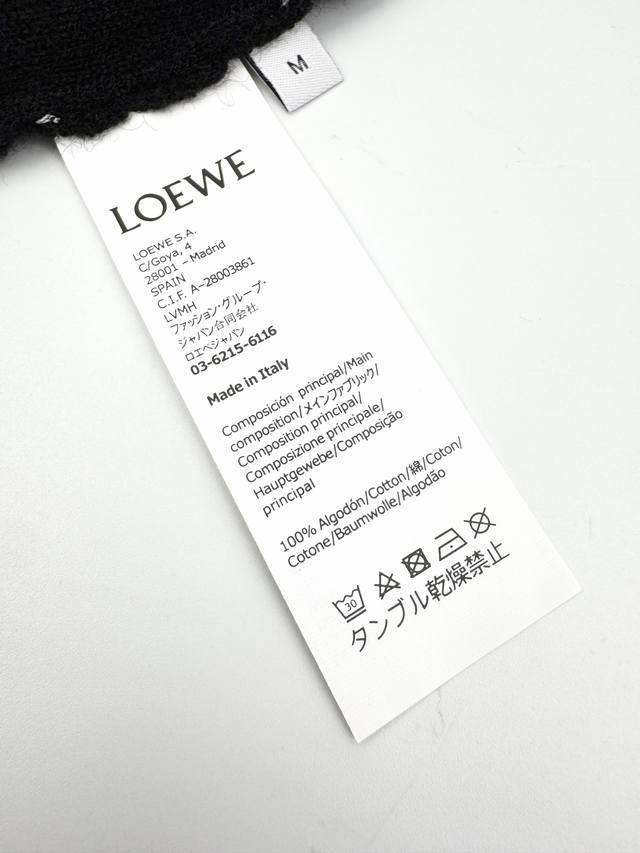 M
LOEWE
LOEWE S.A.
C/Goya, 4
28001 – Madrid
SPAIN
C.I.F. A-28003861
LVMH
ファッション・グループ・
ジャパン合同会社
ロエベジャパン
03-6215-6116
Made in Italy
Composición principal/Main
composition/メインファブリック/
Composition principal/
Composizione principale/
Hauptgewebe/Composição
principal
100% Algodón/Cotton/綿/Coton/
Cotone/Baumwolle/Algodão
30
タンブル乾燥禁止